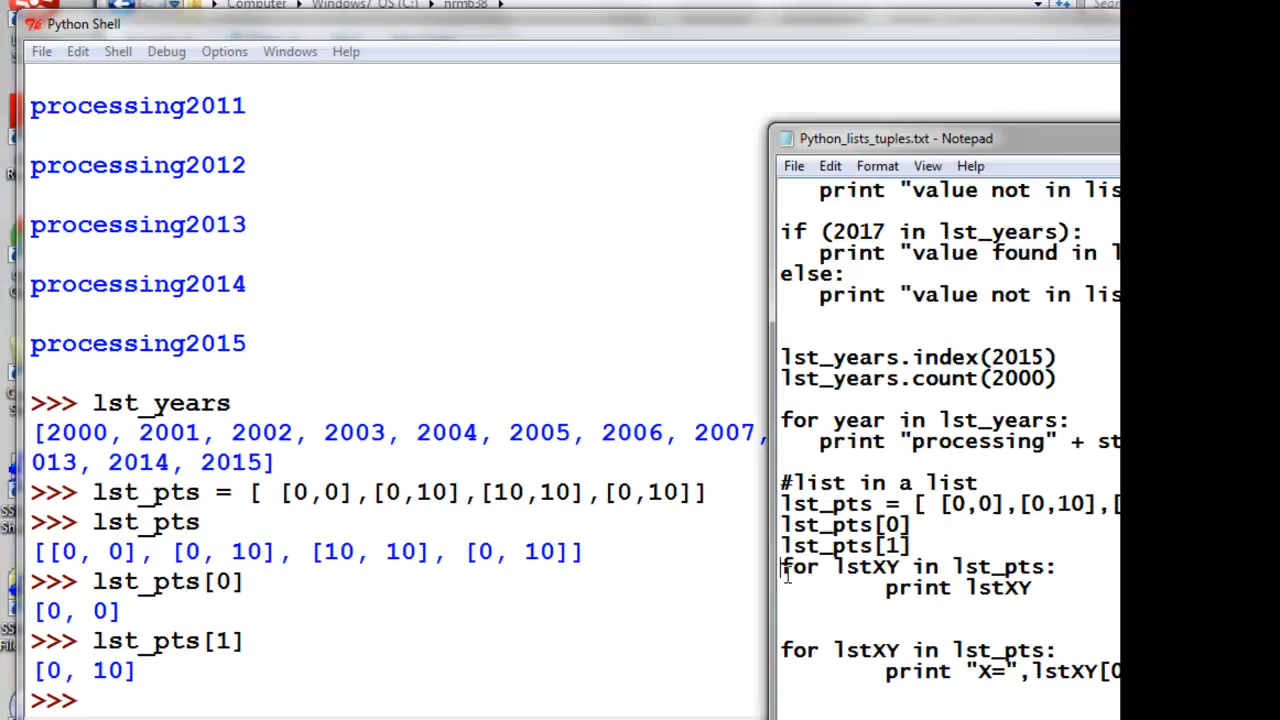 Computer
Windows7_OS (C:)
nrm638
Python Shell
File Edit Shell Debug Options Windows Help
processing2011
processing2012
processing2013
processing2014
processing2015
>>> lst_years
[2000, 2001, 2002, 2003, 2004, 2005, 2006, 2007,
013, 2014, 2015]
>>> lst_pts = [ [0,0],[0,10],[10,10],[0,10]]
>>> lst_pts
[[0, 0], [0, 10], [10, 10], [0, 10]]
>>> lst_pts[0]
[0, 0]
>>> lst_pts[1]
[0, 10]
>>>
Python_lists_tuples.txt - Notepad
File Edit Format View Help
print "value not in lis
if (2017 in lst_years):
print "value found in l
else:
print "value not in lis
lst_years.index(2015)
lst_years.count(2000)
for year in lst_years:
print "processing" + st
#list in a list
lst_pts = [ [0,0],[0,10],[
lst_pts[0]
lst_pts[1]
for lstXY in lst_pts:
print lstXY
for lstXY in lst_pts:
print "X=",lstXY[0